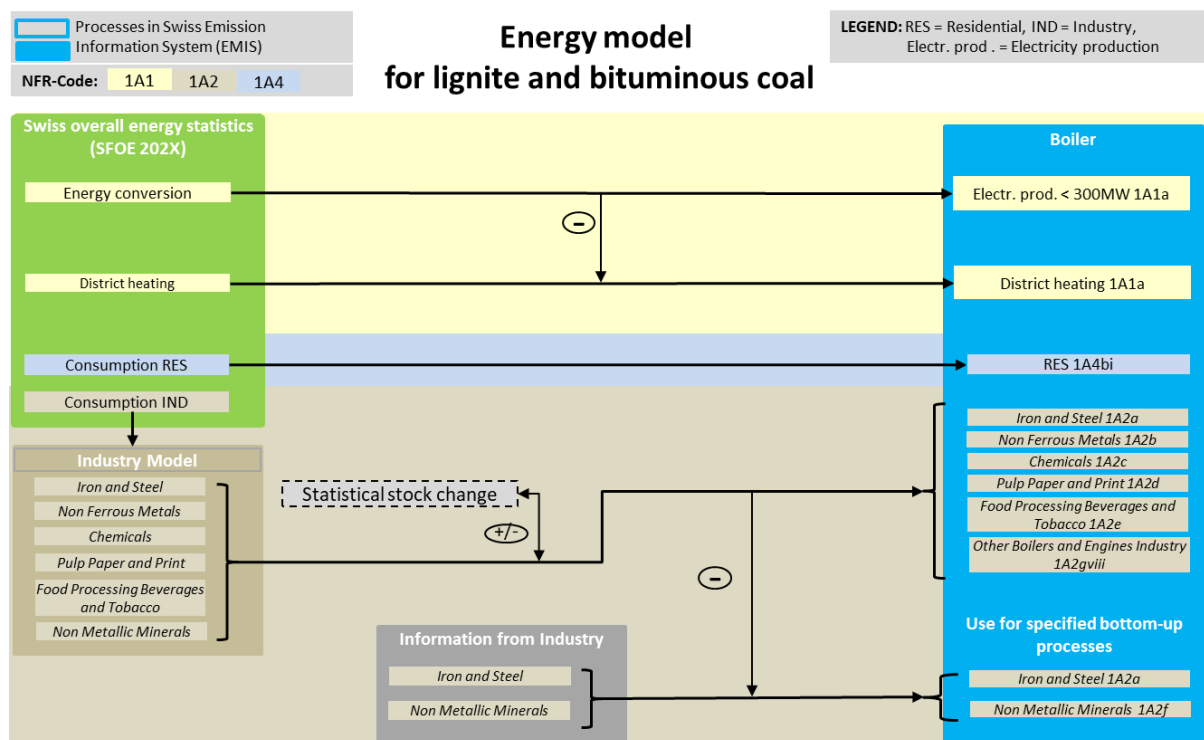 Processes in Swiss Emission
Information System (EMIS)
NFR-Code: 1A1 1A2 1A4
Energy model
for lignite and bituminous coal
LEGEND: RES = Residential, IND = Industry,
Electr. prod . = Electricity production
Swiss overall energy statistics
(SFOE 202X)
Energy conversion
District heating
Consumption RES
Consumption IND
Industry Model
Iron and Steel
Non Ferrous Metals
Chemicals
Pulp Paper and Print
Food Processing Beverages
and Tobacco
Non Metallic Minerals
-
Statistical stock change
+/-
-
Information from Industry
Iron and Steel
Non Metallic Minerals
Boiler
Electr. prod. < 300MW 1A1a
District heating 1A1a
RES 1A4bi
Iron and Steel 1A2a
Non Ferrous Metals 1A2b
Chemicals 1A2c
Pulp Paper and Print 1A2d
Food Processing Beverages and
Tobacco 1A2e
Other Boilers and Engines Industry
1A2gviii
Use for specified bottom-up
processes
Iron and Steel 1A2a
Non Metallic Minerals 1A2f